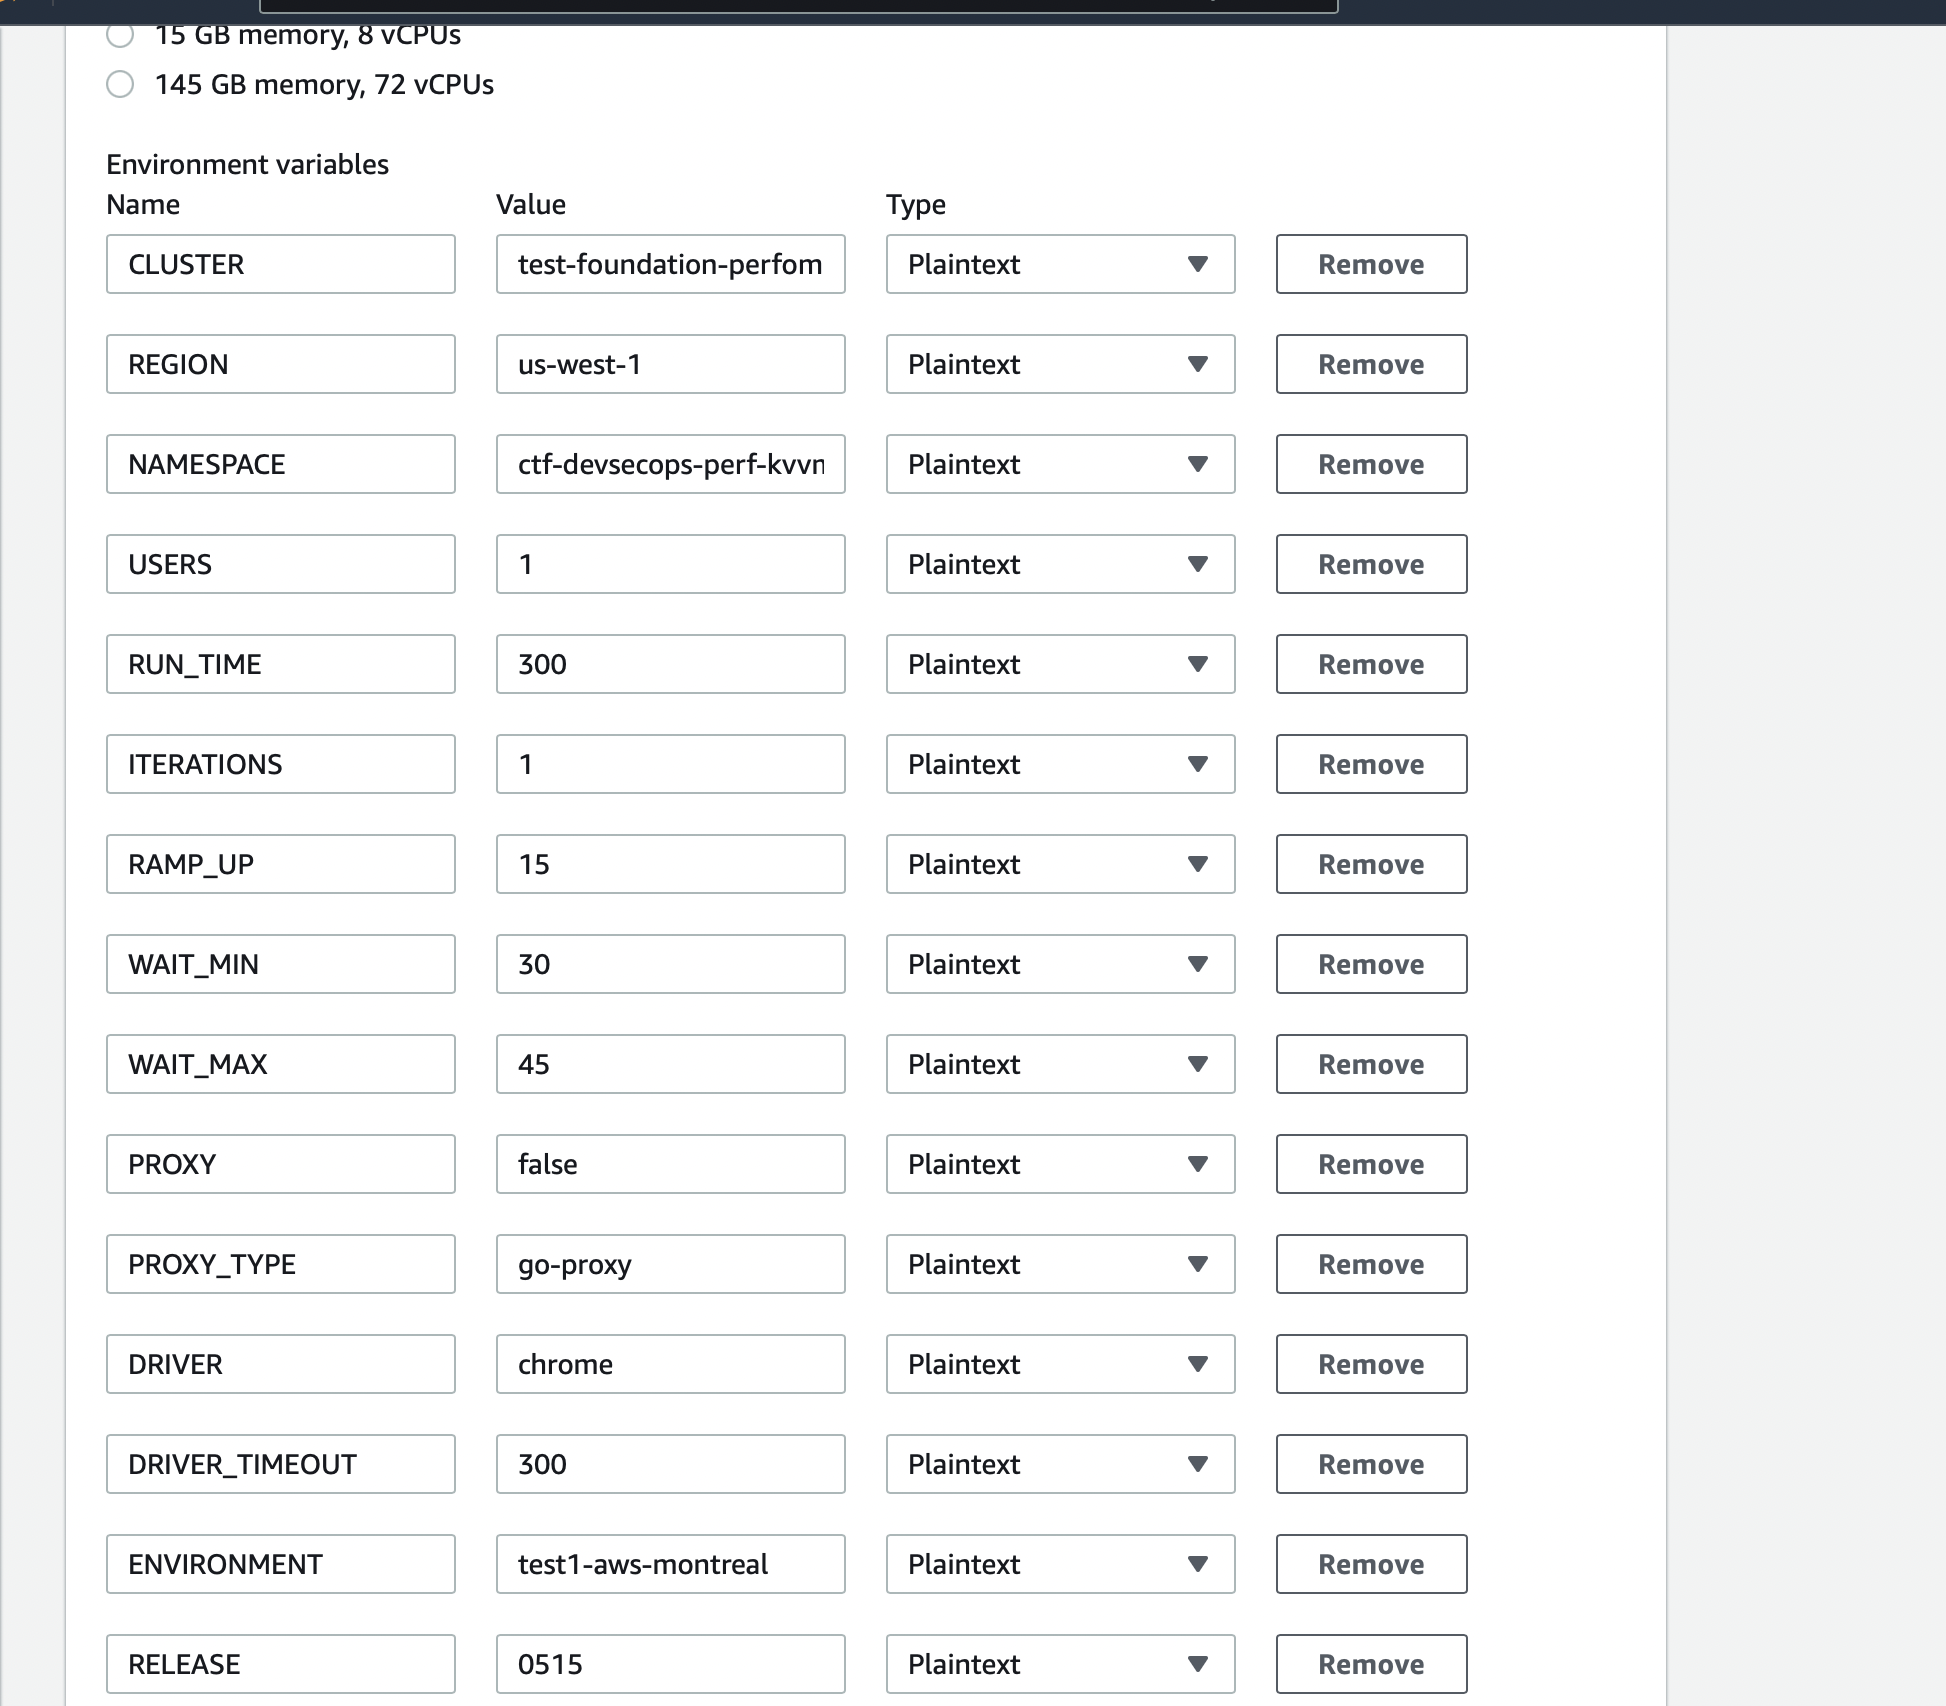 15 GB memory, 8 vCPUs
145 GB memory, 72 vCPUs
Environment variables
Name Value Type
CLUSTER test-foundation-perfom Plaintext Remove
REGION us-west-1 Plaintext Remove
NAMESPACE ctf-devsecops-perf-kvvn Plaintext Remove
USERS 1 Plaintext Remove
RUN_TIME 300 Plaintext Remove
ITERATIONS 1 Plaintext Remove
RAMP_UP 15 Plaintext Remove
WAIT_MIN 30 Plaintext Remove
WAIT_MAX 45 Plaintext Remove
PROXY false Plaintext Remove
PROXY_TYPE go-proxy Plaintext Remove
DRIVER chrome Plaintext Remove
DRIVER_TIMEOUT 300 Plaintext Remove
ENVIRONMENT test1-aws-montreal Plaintext Remove
RELEASE 0515 Plaintext Remove